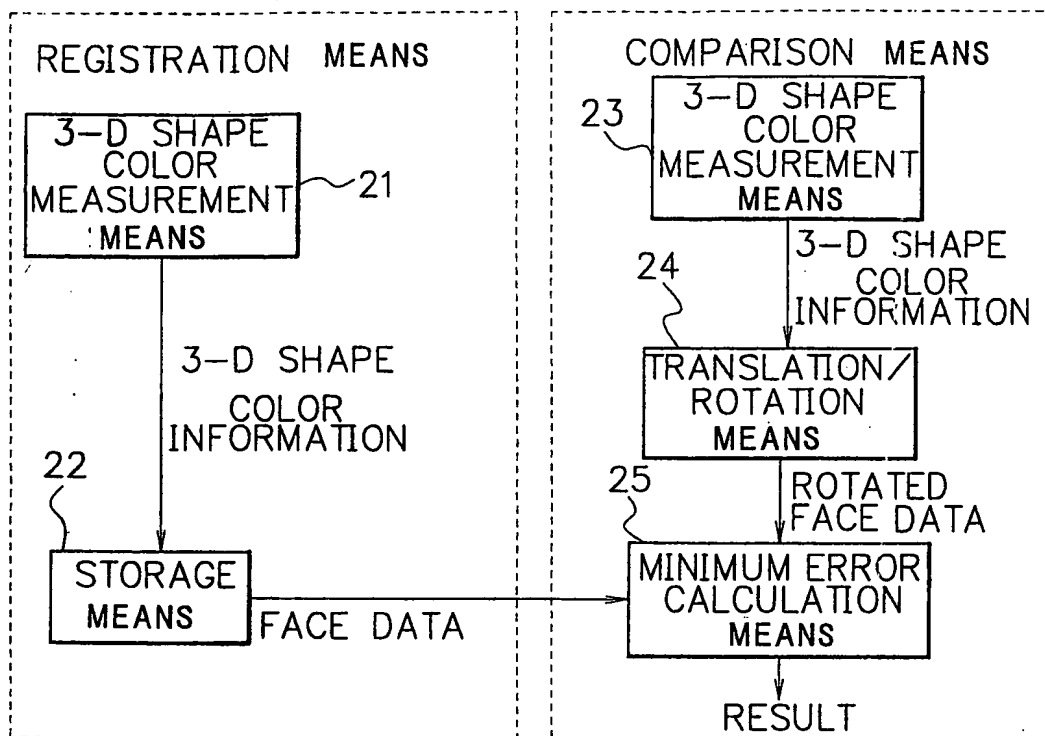 REGISTRATION MEANS
3-D SHAPE
COLOR
MEASUREMENT
MEANS
21
3-D SHAPE
COLOR
INFORMATION
22
STORAGE
MEANS
FACE DATA
COMPARISON MEANS
23
3-D SHAPE
COLOR
MEASUREMENT
MEANS
3-D SHAPE
COLOR
INFORMATION
24
TRANSLATION/
ROTATION
MEANS
ROTATED
FACE DATA
25
MINIMUM ERROR
CALCULATION
MEANS
RESULT